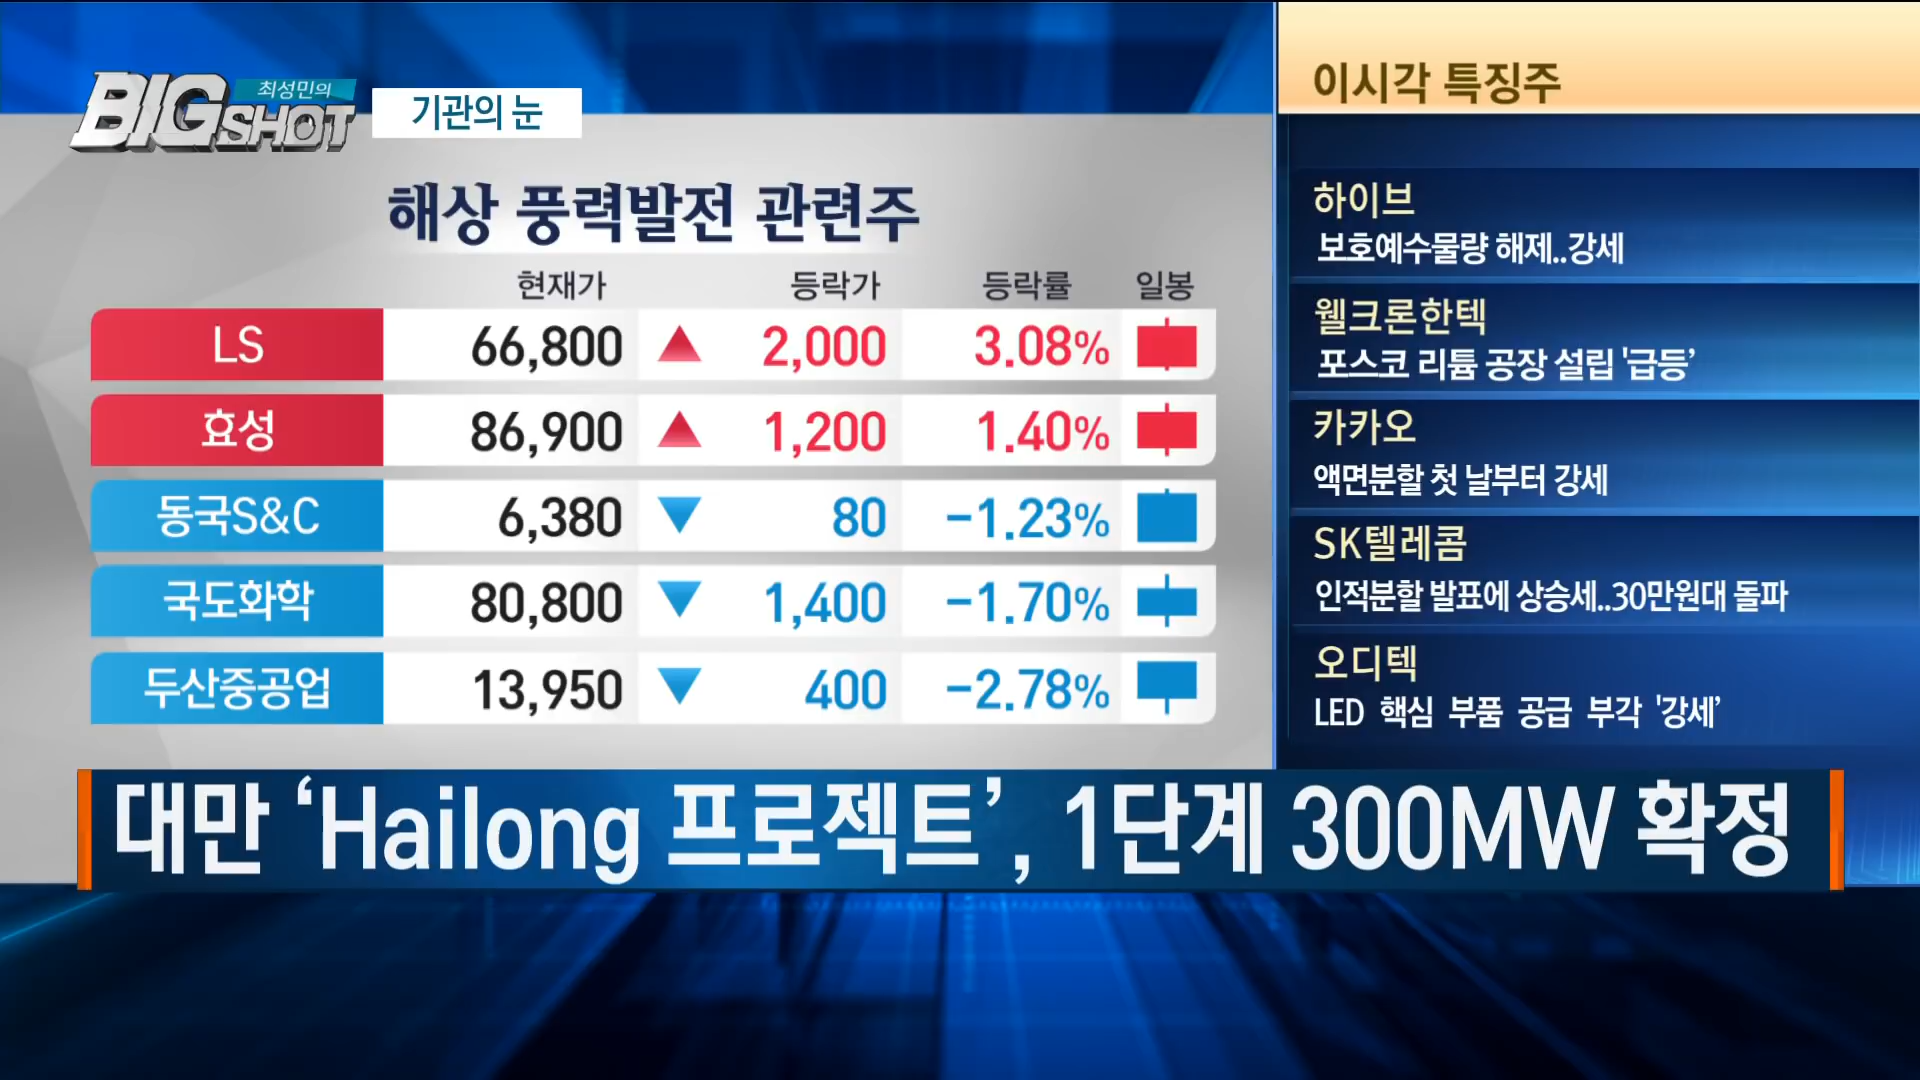 최성민의
BIGSHOT
기관의 눈
해상 풍력발전 관련주
현재가 등락가 등락률 일봉
LS 66,800 ▲ 2,000 3.08%
효성 86,900 ▲ 1,200 1.40%
동국S&C 6,380 ▼ 80 -1.23%
국도화학 80,800 ▼ 1,400 -1.70%
두산중공업 13,950 ▼ 400 -2.78%
이시각 특징주
하이브
보호예수물량 해제..강세
웰크론한텍
포스코 리튬 공장 설립 '급등’
카카오
액면분할 첫 날부터 강세
SK텔레콤
인적분할 발표에 상승세..30만원대 돌파
오디텍
LED 핵심 부품 공급 부각 '강세’
대만 ‘Hailong 프로젝트’, 1단계 300MW 확정